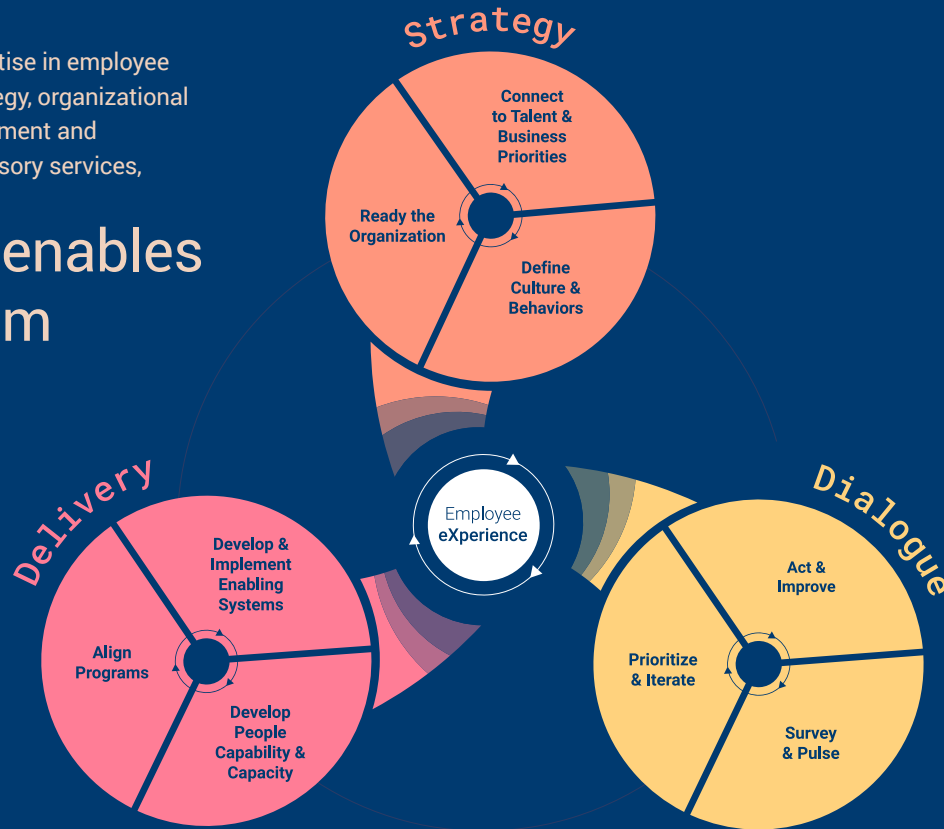 tise in employee
egy, organizational
ment and
sory services,
enables
m
Strategy
Connect
to Talent &
Business
Priorities
Ready the
Organization
Define
Culture &
Behaviors
Employee
eXperience
Delivery
Develop &
Implement
Enabling
Systems
Align
Programs
Develop
People
Capability &
Capacity
Dialogue
Act &
Improve
Prioritize
& Iterate
Survey
& Pulse